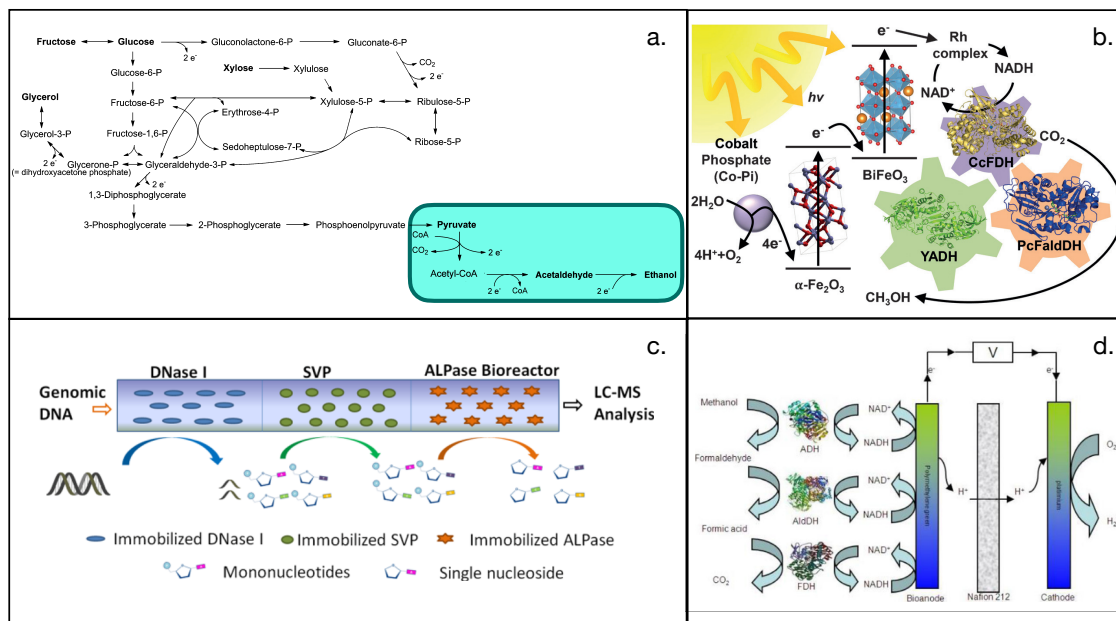 a.
Fructose
Glucose
Gluconolactone-6-P
Gluconate-6-P
2 e-
CO2
2 e-
Glucose-6-P
Xylose
Xylulose
Glycerol
Fructose-6-P
Xylulose-5-P
Ribulose-5-P
Erythrose-4-P
Glycerol-3-P
Fructose-1,6-P
Ribose-5-P
Sedoheptulose-7-P
2 e-
Glycerone-P
Glyceraldehyde-3-P
(= dihydroxyacetone phosphate)
2 e-
1,3-Diphosphoglycerate
3-Phosphoglycerate
2-Phosphoglycerate
Phosphoenolpyruvate
Pyruvate
CoA
CO2
2 e-
Acetyl-CoA
Acetaldehyde
Ethanol
2 e-
CoA
2 e-
b.
e-
Rh
complex
NADH
NAD+
hν
e-
CO2
Cobalt
Phosphate
(Co-Pi)
CcFDH
BiFeO3
2H2O
4e-
4H++O2
YADH
PcFaldDH
α-Fe2O3
CH3OH
c.
DNase I
SVP
ALPase Bioreactor
Genomic
DNA
LC-MS
Analysis
Immobilized DNase I
Immobilized SVP
Immobilized ALPase
Mononucleotides
Single nucleoside
d.
V
e-
e-
Methanol
NAD+
NADH
ADH
Formaldehyde
NAD+
NADH
AldDH
Formic acid
NAD+
NADH
FDH
CO2
Polymethylene green
H+
H+
platinium
O2
H2
Bioanode
Nafion 212
Cathode